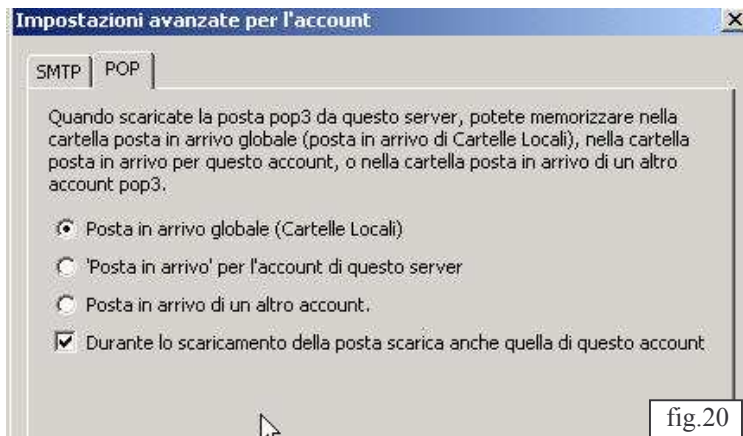 Impostazioni avanzate per l'account
SMTP POP
Quando scaricate la posta pop3 da questo server, potete memorizzare nella
cartella posta in arrivo globale (posta in arrivo di Cartelle Locali), nella cartella
posta in arrivo per questo account, o nella cartella posta in arrivo di un altro
account pop3.
Posta in arrivo globale (Cartelle Locali)
'Posta in arrivo' per l'account di questo server
Posta in arrivo di un altro account.
Durante lo scaricamento della posta scarica anche quella di questo account
fig.20